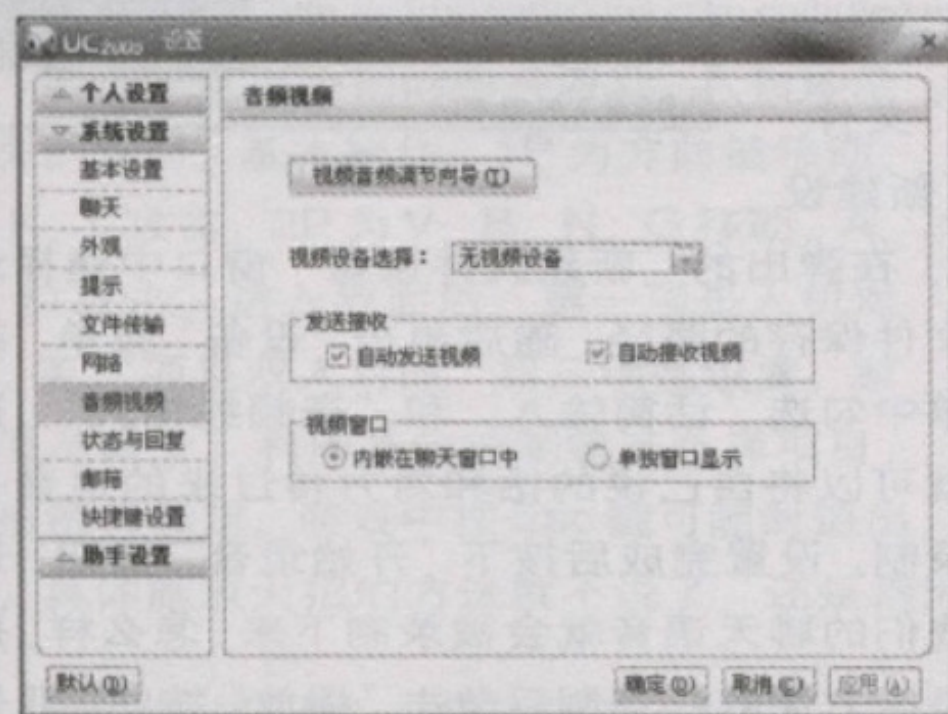 UC2005 设置
个人设置
系统设置
基本设置
聊天
外观
提示
文件传输
网络
音频视频
状态与回复
邮箱
快捷键设置
助手设置
音频视频
视频音频调节向导(T)
视频设备选择： 无视频设备
发送接收
自动发送视频 自动接收视频
视频窗口
内嵌在聊天窗口中 单独窗口显示
默认(D) 确定(O) 取消(C) 应用(A)